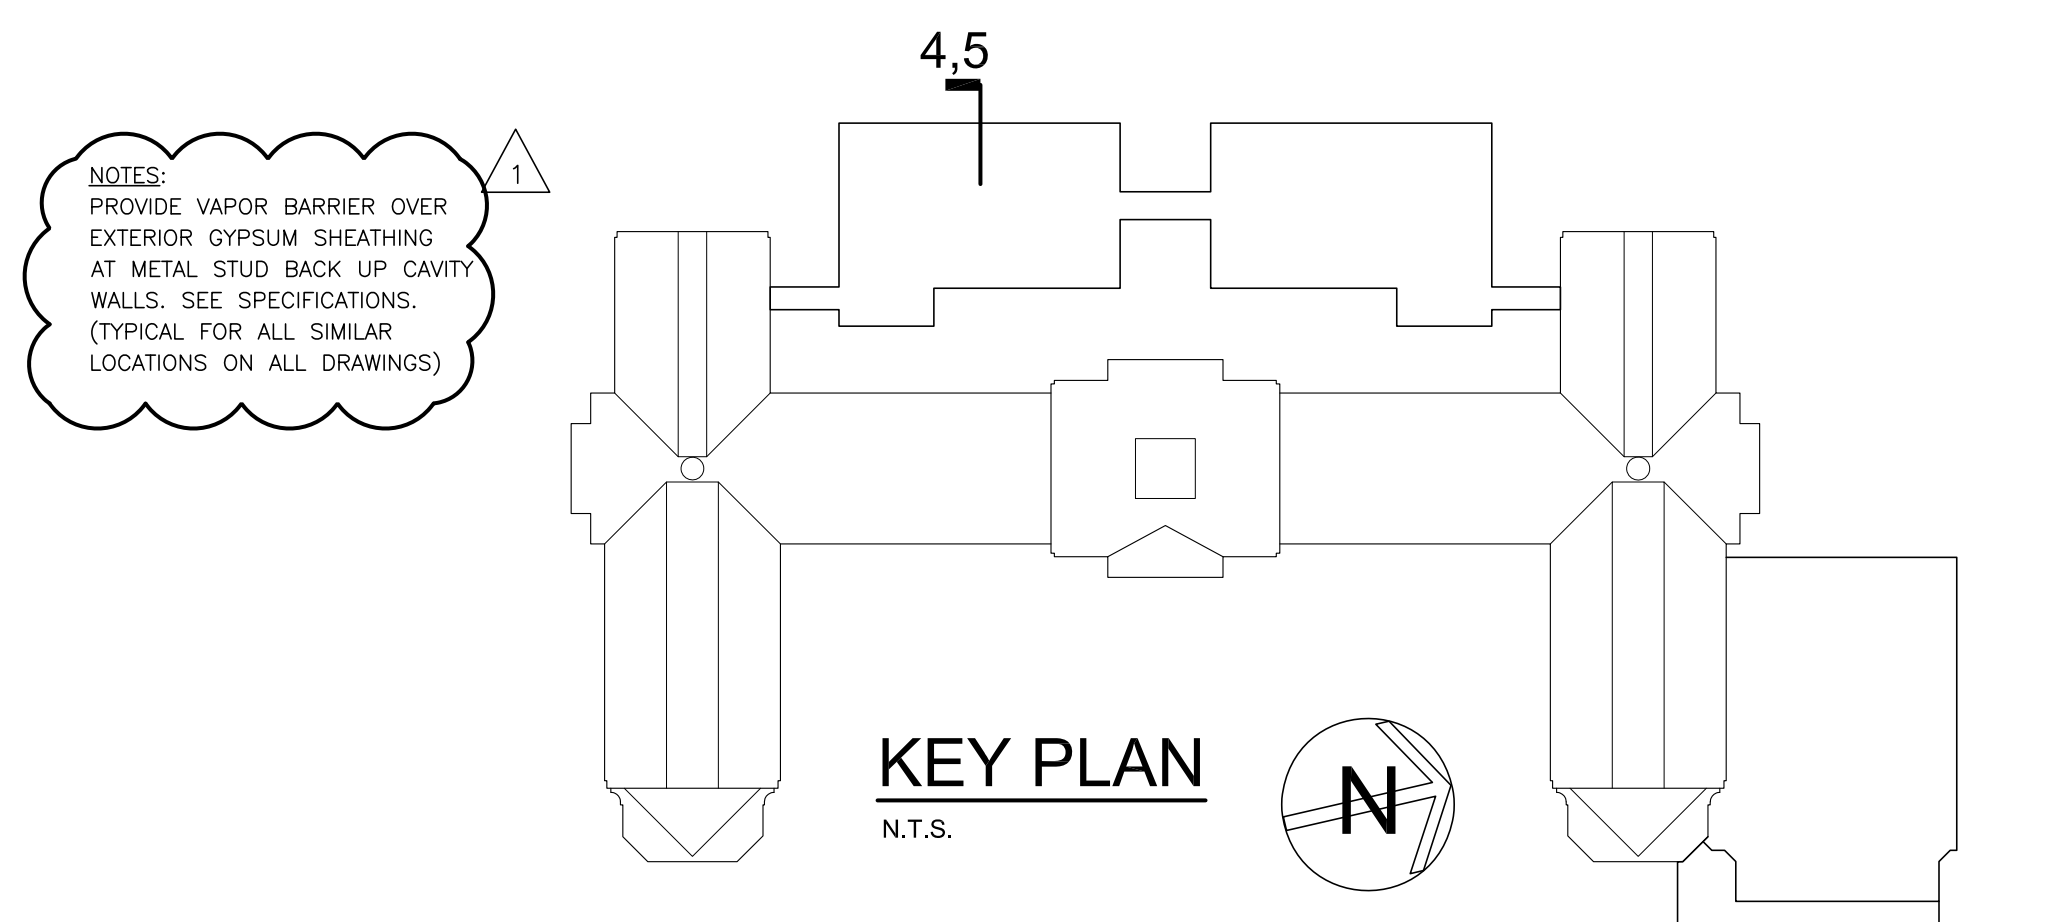 4,5
1
NOTES:
PROVIDE VAPOR BARRIER OVER
EXTERIOR GYPSUM SHEATHING
AT METAL STUD BACK UP CAVITY
WALLS. SEE SPECIFICATIONS.
(TYPICAL FOR ALL SIMILAR
LOCATIONS ON ALL DRAWINGS)
KEY PLAN
N.T.S.
N